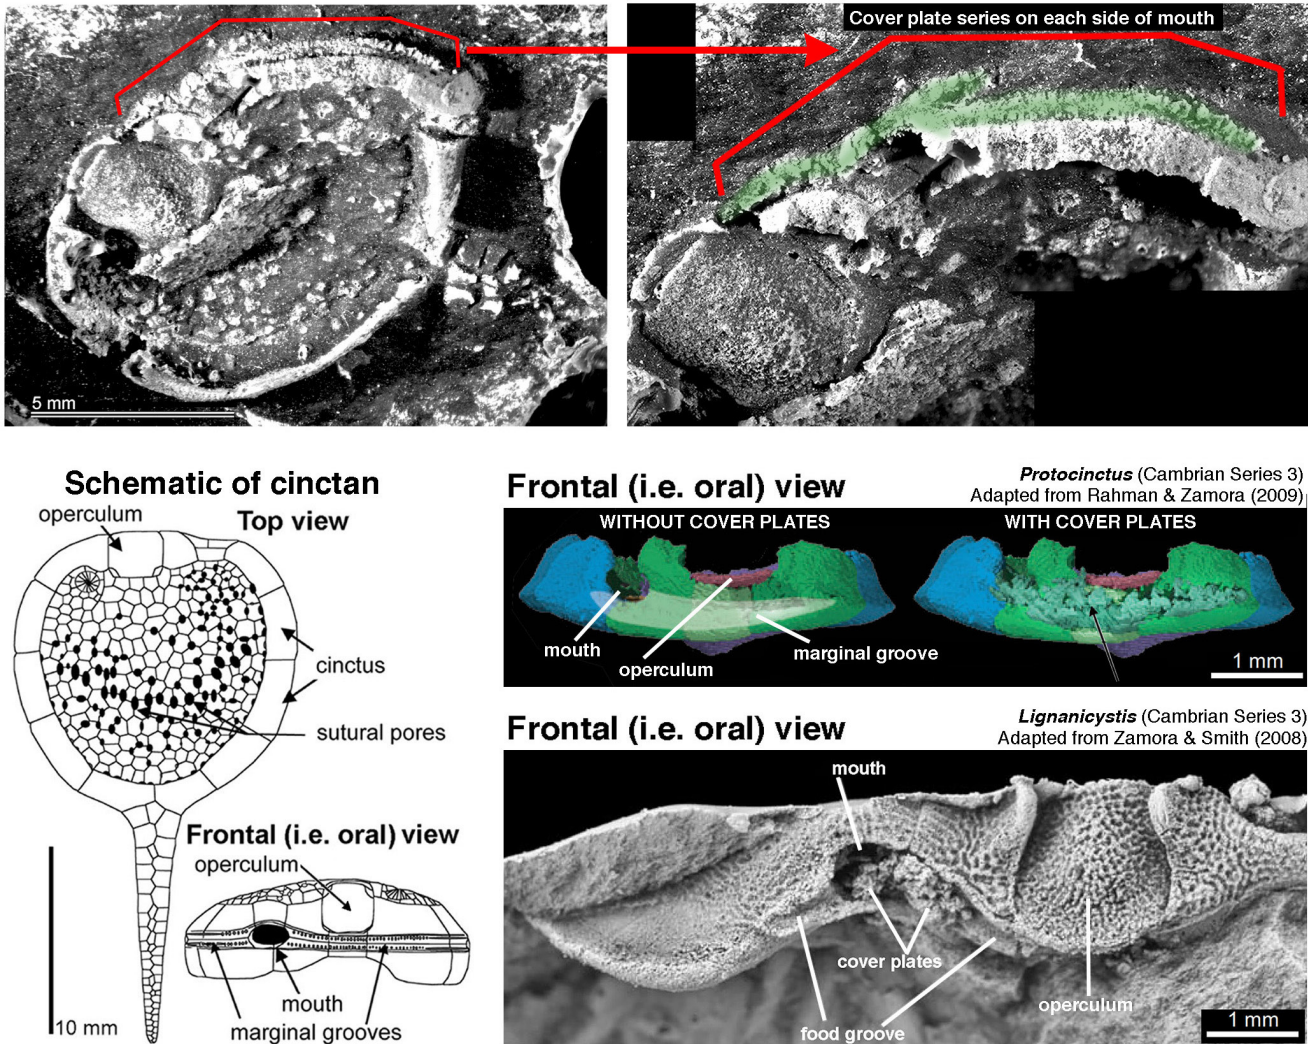 Cover plate series on each side of mouth
5 mm
Schematic of cinctan
operculum
Top view
cinctus
sutural pores
Frontal (i.e. oral) view
operculum
mouth
marginal grooves
10 mm
Frontal (i.e. oral) view
Protocinctus (Cambrian Series 3)
Adapted from Rahman & Zamora (2009)
WITHOUT COVER PLATES
WITH COVER PLATES
mouth
operculum
marginal groove
1 mm
Frontal (i.e. oral) view
Lignanicystis (Cambrian Series 3)
Adapted from Zamora & Smith (2008)
mouth
cover plates
food groove
operculum
1 mm